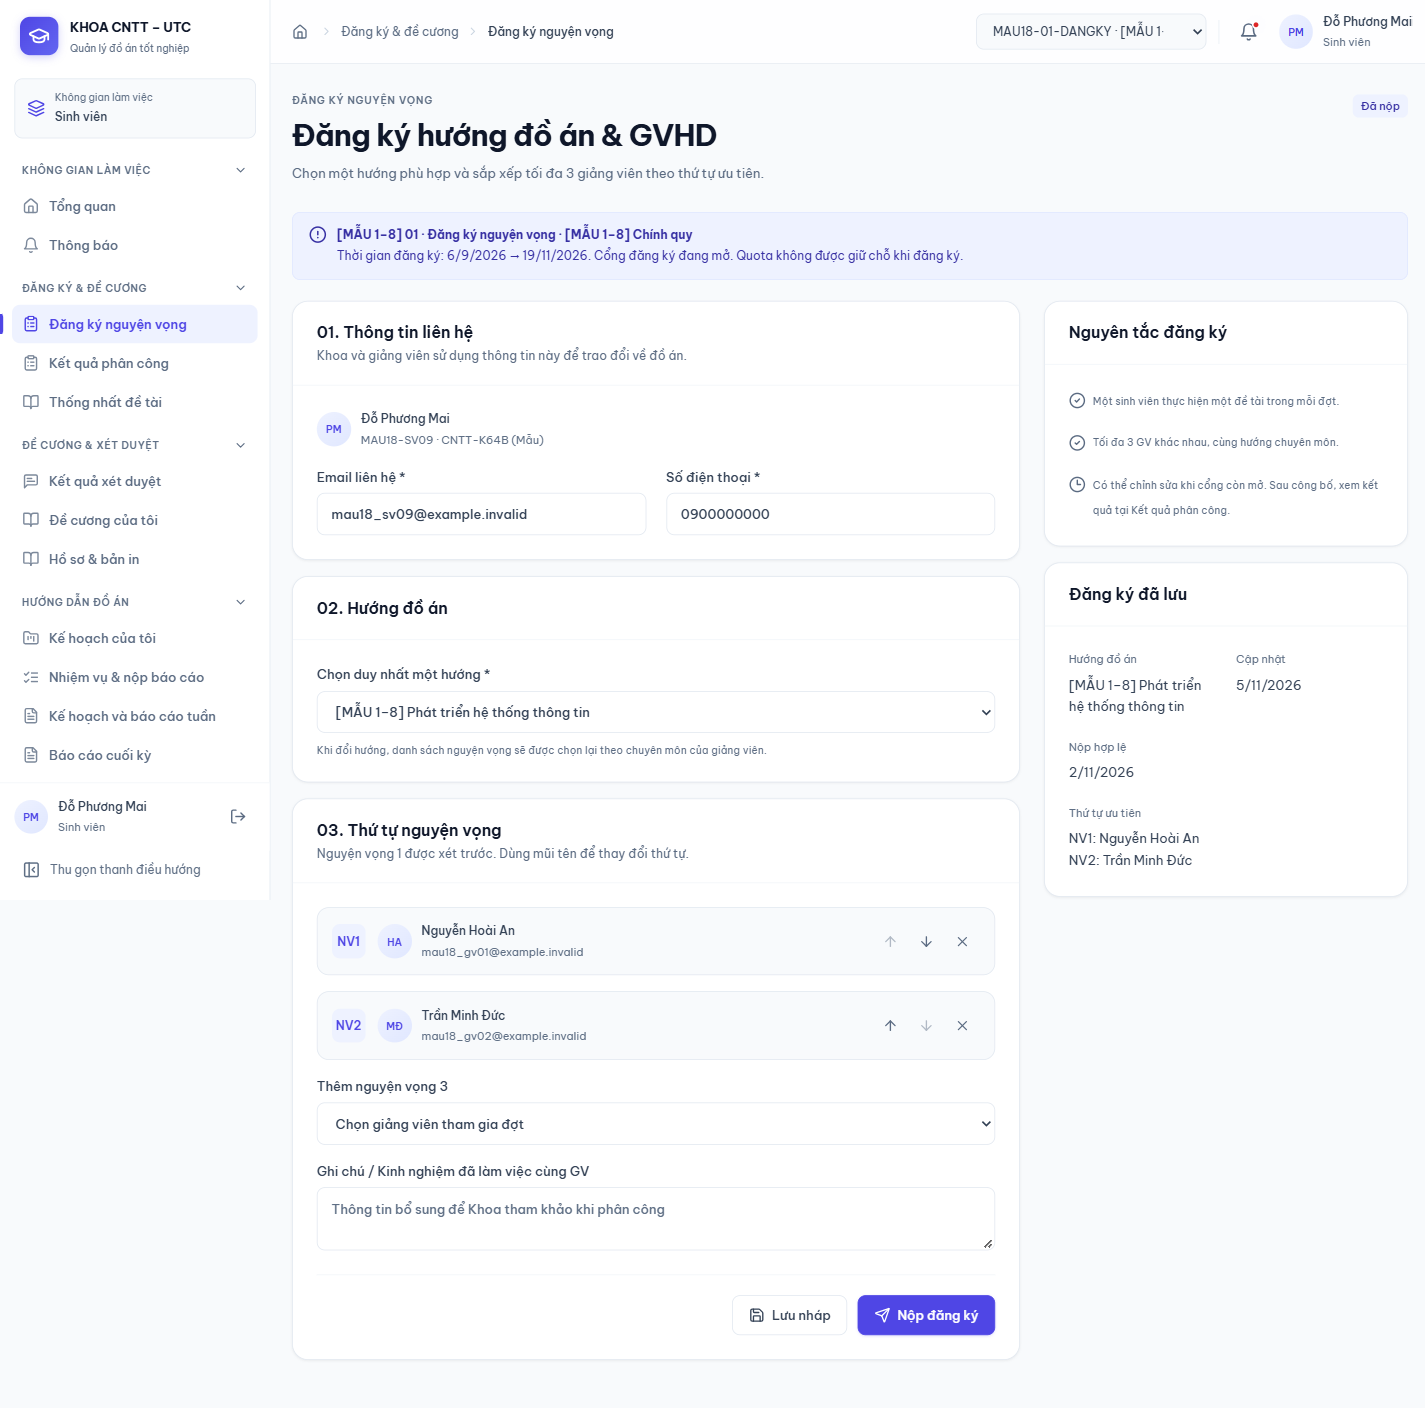 KHOA CNTT – UTC
Quản lý đồ án tốt nghiệp
Không gian làm việc
Sinh viên
KHÔNG GIAN LÀM VIỆC
Tổng quan
Thông báo
ĐĂNG KÝ & ĐỀ CƯƠNG
Đăng ký nguyện vọng
Kết quả phân công
Thống nhất đề tài
ĐỀ CƯƠNG & XÉT DUYỆT
Kết quả xét duyệt
Đề cương của tôi
Hồ sơ & bản in
HƯỚNG DẪN ĐỒ ÁN
Kế hoạch của tôi
Nhiệm vụ & nộp báo cáo
Kế hoạch và báo cáo tuần
Báo cáo cuối kỳ
PM
Đỗ Phương Mai
Sinh viên
Thu gọn thanh điều hướng
Đăng ký & đề cương
Đăng ký nguyện vọng
MAU18-01-DANGKY · [MẪU 1-
PM
Đỗ Phương Mai
Sinh viên
ĐĂNG KÝ NGUYỆN VỌNG
Đã nộp
Đăng ký hướng đồ án & GVHD
Chọn một hướng phù hợp và sắp xếp tối đa 3 giảng viên theo thứ tự ưu tiên.
[MẪU 1–8] 01 · Đăng ký nguyện vọng · [MẪU 1–8] Chính quy
Thời gian đăng ký: 6/9/2026 → 19/11/2026. Cổng đăng ký đang mở. Quota không được giữ chỗ khi đăng ký.
01. Thông tin liên hệ
Khoa và giảng viên sử dụng thông tin này để trao đổi về đồ án.
PM
Đỗ Phương Mai
MAU18-SV09 · CNTT-K64B (Mẫu)
Email liên hệ *
Số điện thoại *
mau18_sv09@example.invalid
0900000000
02. Hướng đồ án
Chọn duy nhất một hướng *
[MẪU 1–8] Phát triển hệ thống thông tin
Khi đổi hướng, danh sách nguyện vọng sẽ được chọn lại theo chuyên môn của giảng viên.
03. Thứ tự nguyện vọng
Nguyện vọng 1 được xét trước. Dùng mũi tên để thay đổi thứ tự.
NV1
HA
Nguyễn Hoài An
mau18_gv01@example.invalid
NV2
MĐ
Trần Minh Đức
mau18_gv02@example.invalid
Thêm nguyện vọng 3
Chọn giảng viên tham gia đợt
Ghi chú / Kinh nghiệm đã làm việc cùng GV
Thông tin bổ sung để Khoa tham khảo khi phân công
Lưu nháp
Nộp đăng ký
Nguyên tắc đăng ký
Một sinh viên thực hiện một đề tài trong mỗi đợt.
Tối đa 3 GV khác nhau, cùng hướng chuyên môn.
Có thể chỉnh sửa khi cổng còn mở. Sau công bố, xem kết
quả tại Kết quả phân công.
Đăng ký đã lưu
Hướng đồ án
Cập nhật
[MẪU 1–8] Phát triển
hệ thống thông tin
5/11/2026
Nộp hợp lệ
2/11/2026
Thứ tự ưu tiên
NV1: Nguyễn Hoài An
NV2: Trần Minh Đức